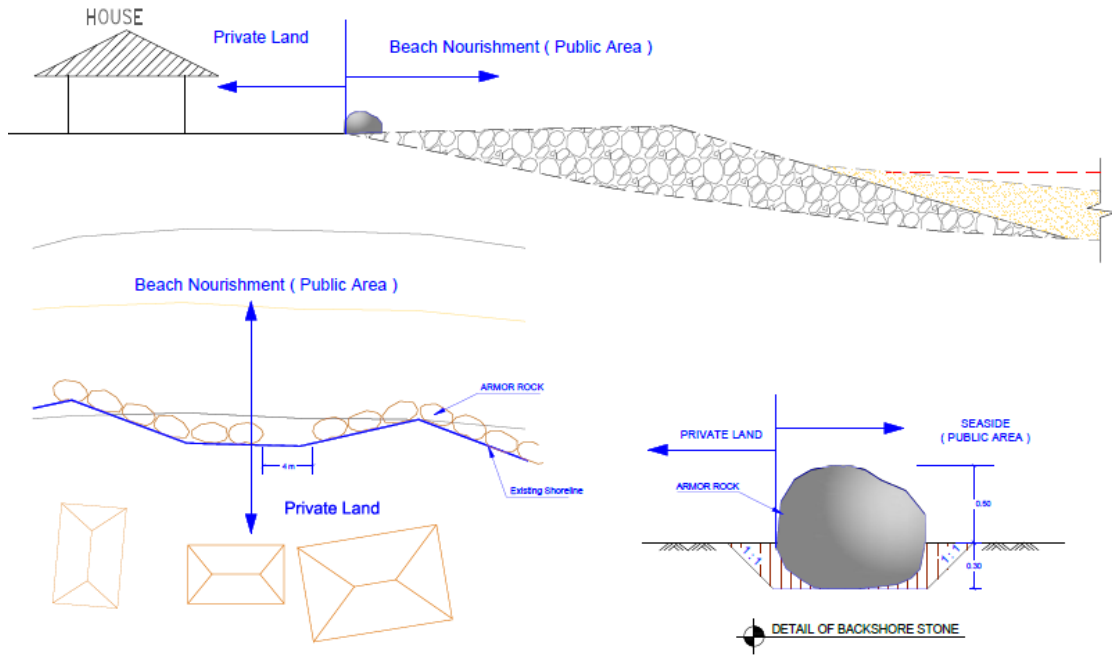 HOUSE
Private Land
Beach Nourishment ( Public Area )
Beach Nourishment ( Public Area )
ARMOR ROCK
4 m
Existing Shoreline
Private Land
PRIVATE LAND
SEASIDE
( PUBLIC AREA )
ARMOR ROCK
0.50
1:1
1:1
0.30
DETAIL OF BACKSHORE STONE